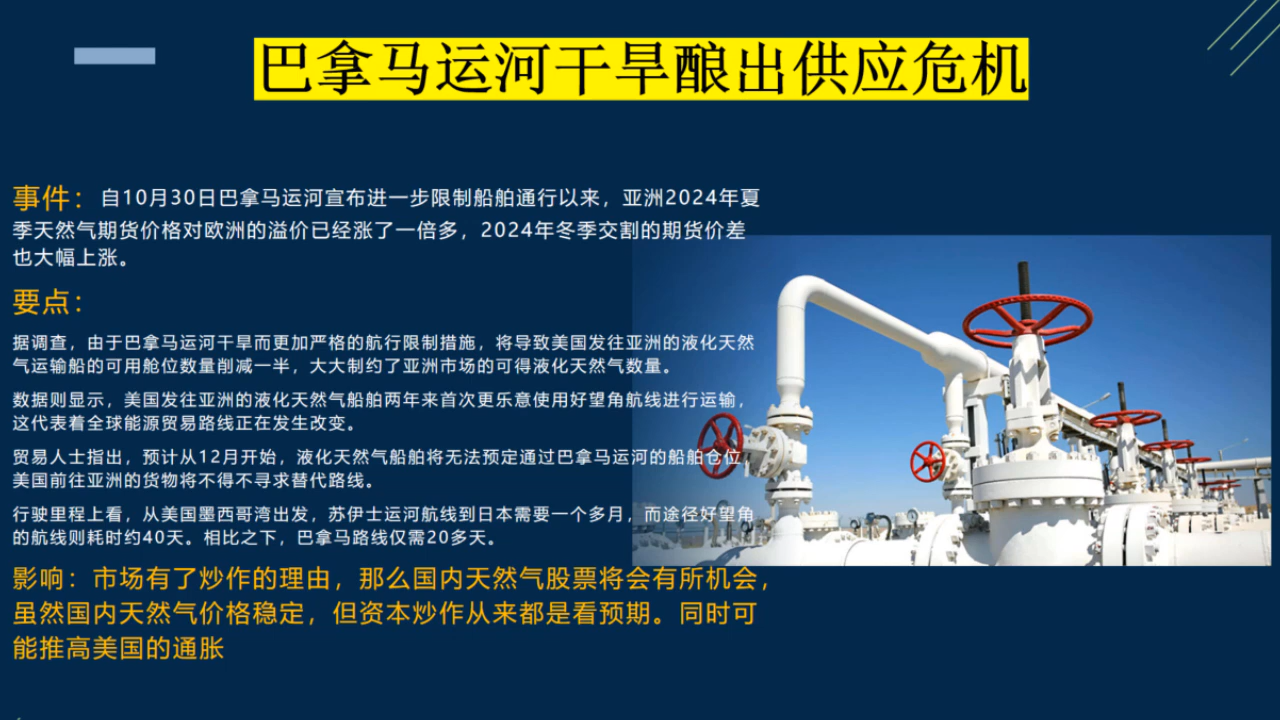 巴拿马运河干旱酿出供应危机
事件：自10月30日巴拿马运河宣布进一步限制船舶通行以来，亚洲2024年夏
季天然气期货价格对欧洲的溢价已经涨了一倍多，2024年冬季交割的期货价差
也大幅上涨。
要点：
据调查，由于巴拿马运河干旱而更加严格的航行限制措施，将导致美国发往亚洲的液化天然
气运输船的可用舱位数量削减一半，大大制约了亚洲市场的可得液化天然气数量。
数据则显示，美国发往亚洲的液化天然气船舶两年来首次更乐意使用好望角航线进行运输，
这代表着全球能源贸易路线正在发生改变。
贸易人士指出，预计从12月开始，液化天然气船舶将无法预定通过巴拿马运河的船舶仓位，
美国前往亚洲的货物将不得不寻求替代路线。
行驶里程上看，从美国墨西哥湾出发，苏伊士运河航线到日本需要一个多月，而途径好望角
的航线则耗时约40天。相比之下，巴拿马路线仅需20多天。
影响：市场有了炒作的理由，那么国内天然气股票将会有所机会，
虽然国内天然气价格稳定，但资本炒作从来都是看预期。同时可
能推高美国的通胀